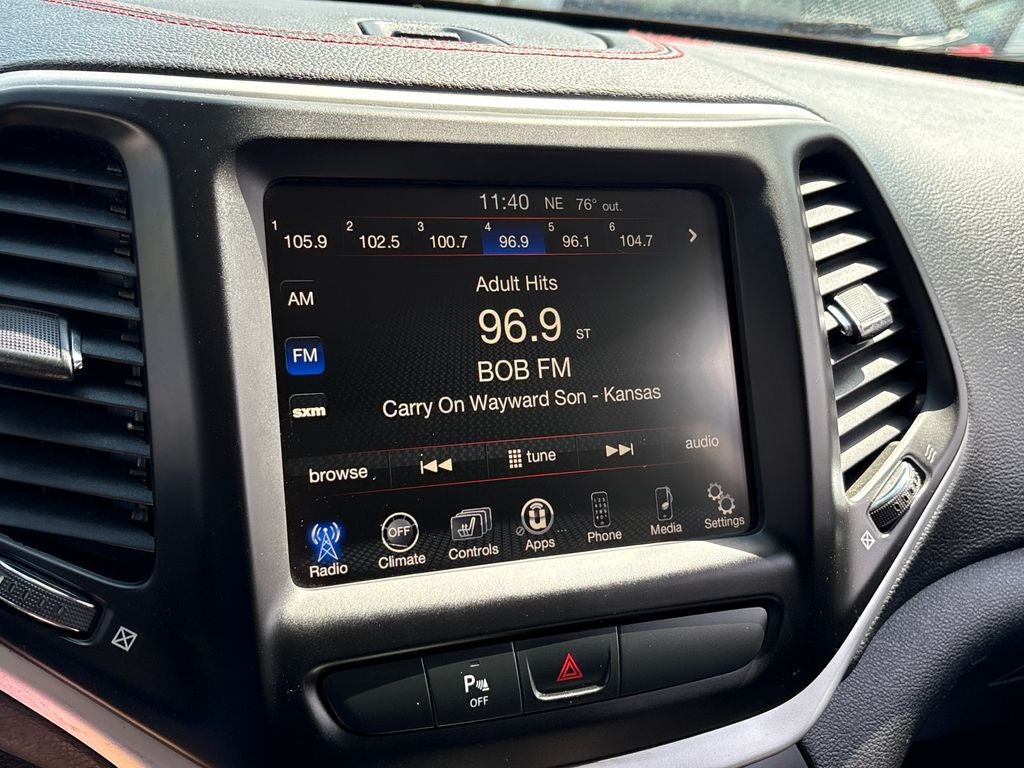 11:40 NE 76° out.
1 105.9 2 102.5 3 100.7 4 96.9 5 96.1 6 104.7
Adult Hits
AM
96.9 ST
FM
BOB FM
Carry On Wayward Son - Kansas
sxm
browse tune audio
OFF
Radio Climate Controls Apps Phone Media Settings
P
OFF